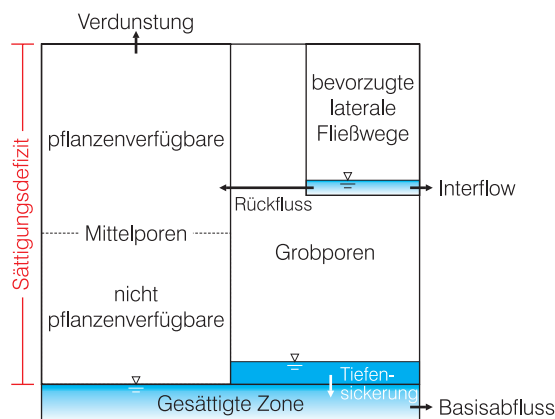 Verdunstung
Sättigungsdefizit
pflanzenverfügbare
bevorzugte
laterale
Fließwege
Rückfluss
Interflow
Mittelporen
Grobporen
nicht
pflanzenverfügbare
Tiefen-
sickerung
Gesättigte Zone
Basisabfluss